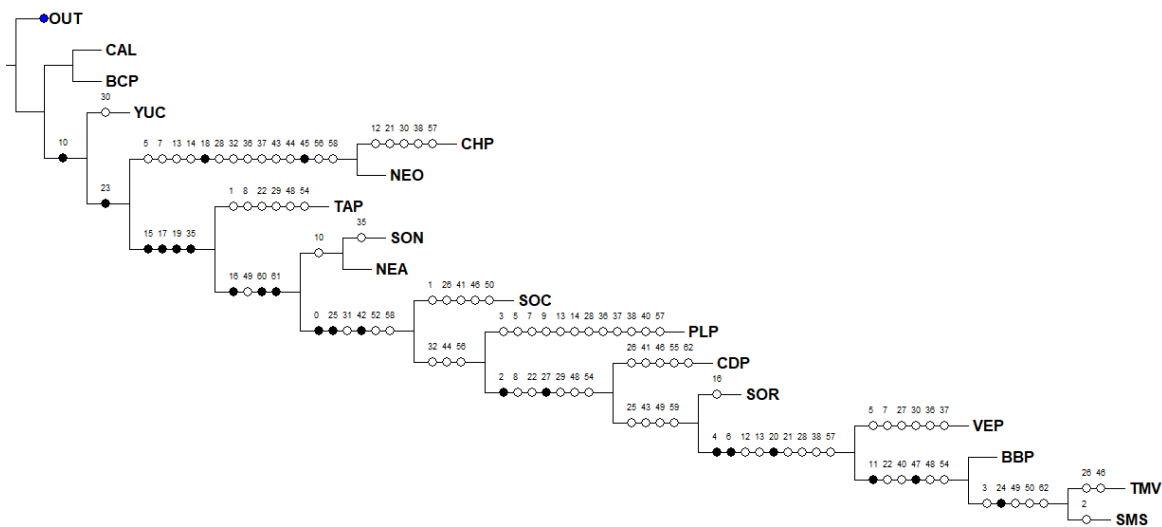 OUT
CAL
BCP
30
YUC
10
5 7 13 14 18 28 32 36 37 43 44 45 56 58
12 21 30 38 57
CHP
NEO
23
1 8 22 29 48 54
TAP
15 17 19 35
35
SON
10
NEA
16 49 60 61
1 26 41 46 50
SOC
0 25 31 42 52 58
3 5 7 9 13 14 28 36 37 38 40 57
PLP
32 44 56
26 41 46 55 62
CDP
2 8 22 27 29 48 54
16
SOR
25 43 49 59
5 7 27 30 36 37
VEP
4 6 12 13 20 21 28 38 57
BBP
11 22 40 47 48 54
26 46
TMV
3 24 49 50 62
2
SMS